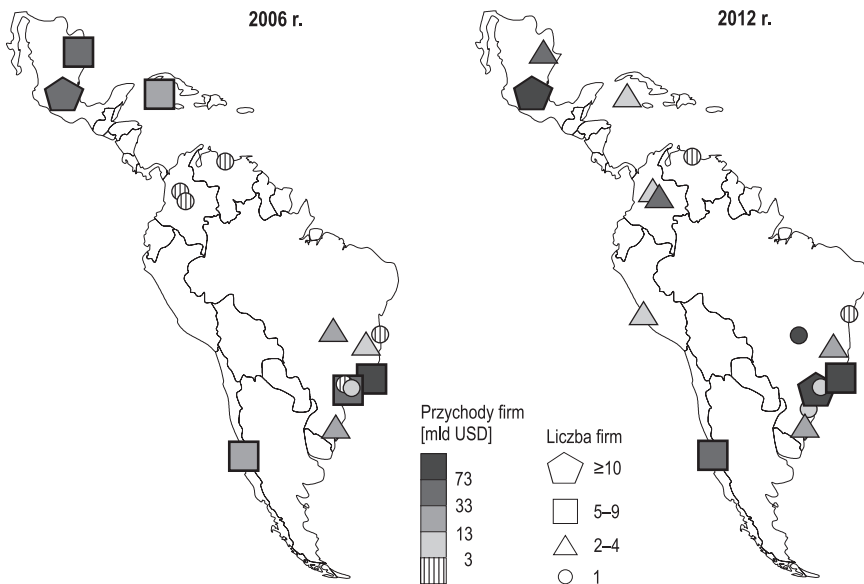 2006 r.
2012 r.
Przychody firm
[mld USD]
73
33
13
3
Liczba firm
≥10
5–9
2–4
1